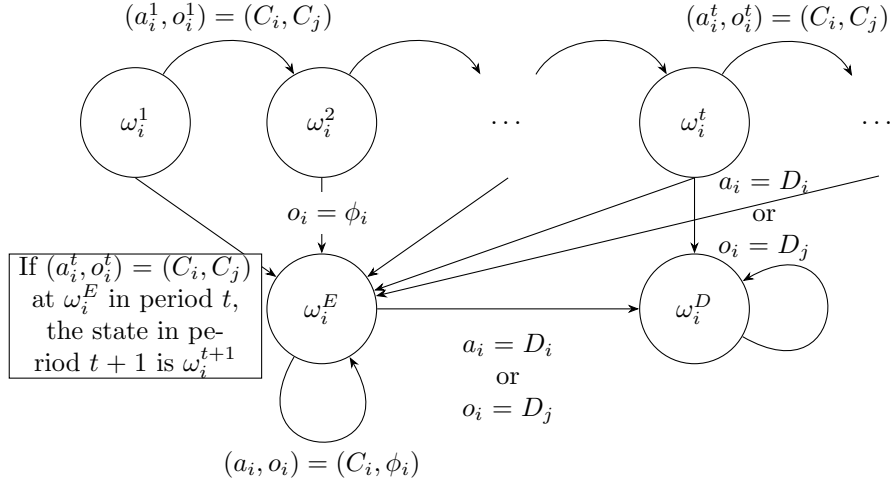 (a_i^1, o_i^1) = (C_i, C_j)
(a_i^t, o_i^t) = (C_i, C_j)
ω_i^1
ω_i^2
...
ω_i^t
...
o_i = ϕ_i
a_i = D_i
or
o_i = D_j
If (a_i^t, o_i^t) = (C_i, C_j)
at ω_i^E in period t,
the state in pe-
riod t + 1 is ω_i^{t+1}
ω_i^E
ω_i^D
a_i = D_i
or
o_i = D_j
(a_i, o_i) = (C_i, ϕ_i)